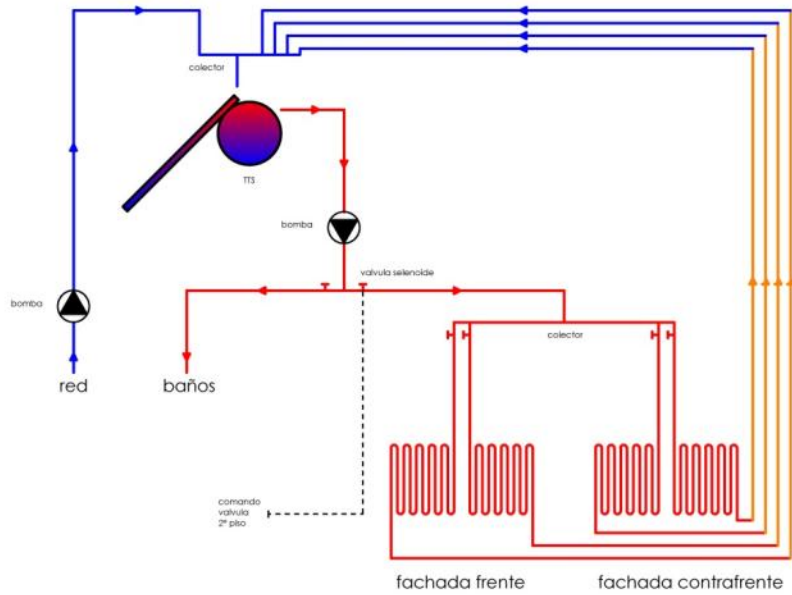 colector
TTS
bomba
valvula selenoide
bomba
colector
red
baños
comando
valvula
2º piso
fachada frente
fachada contrafrente